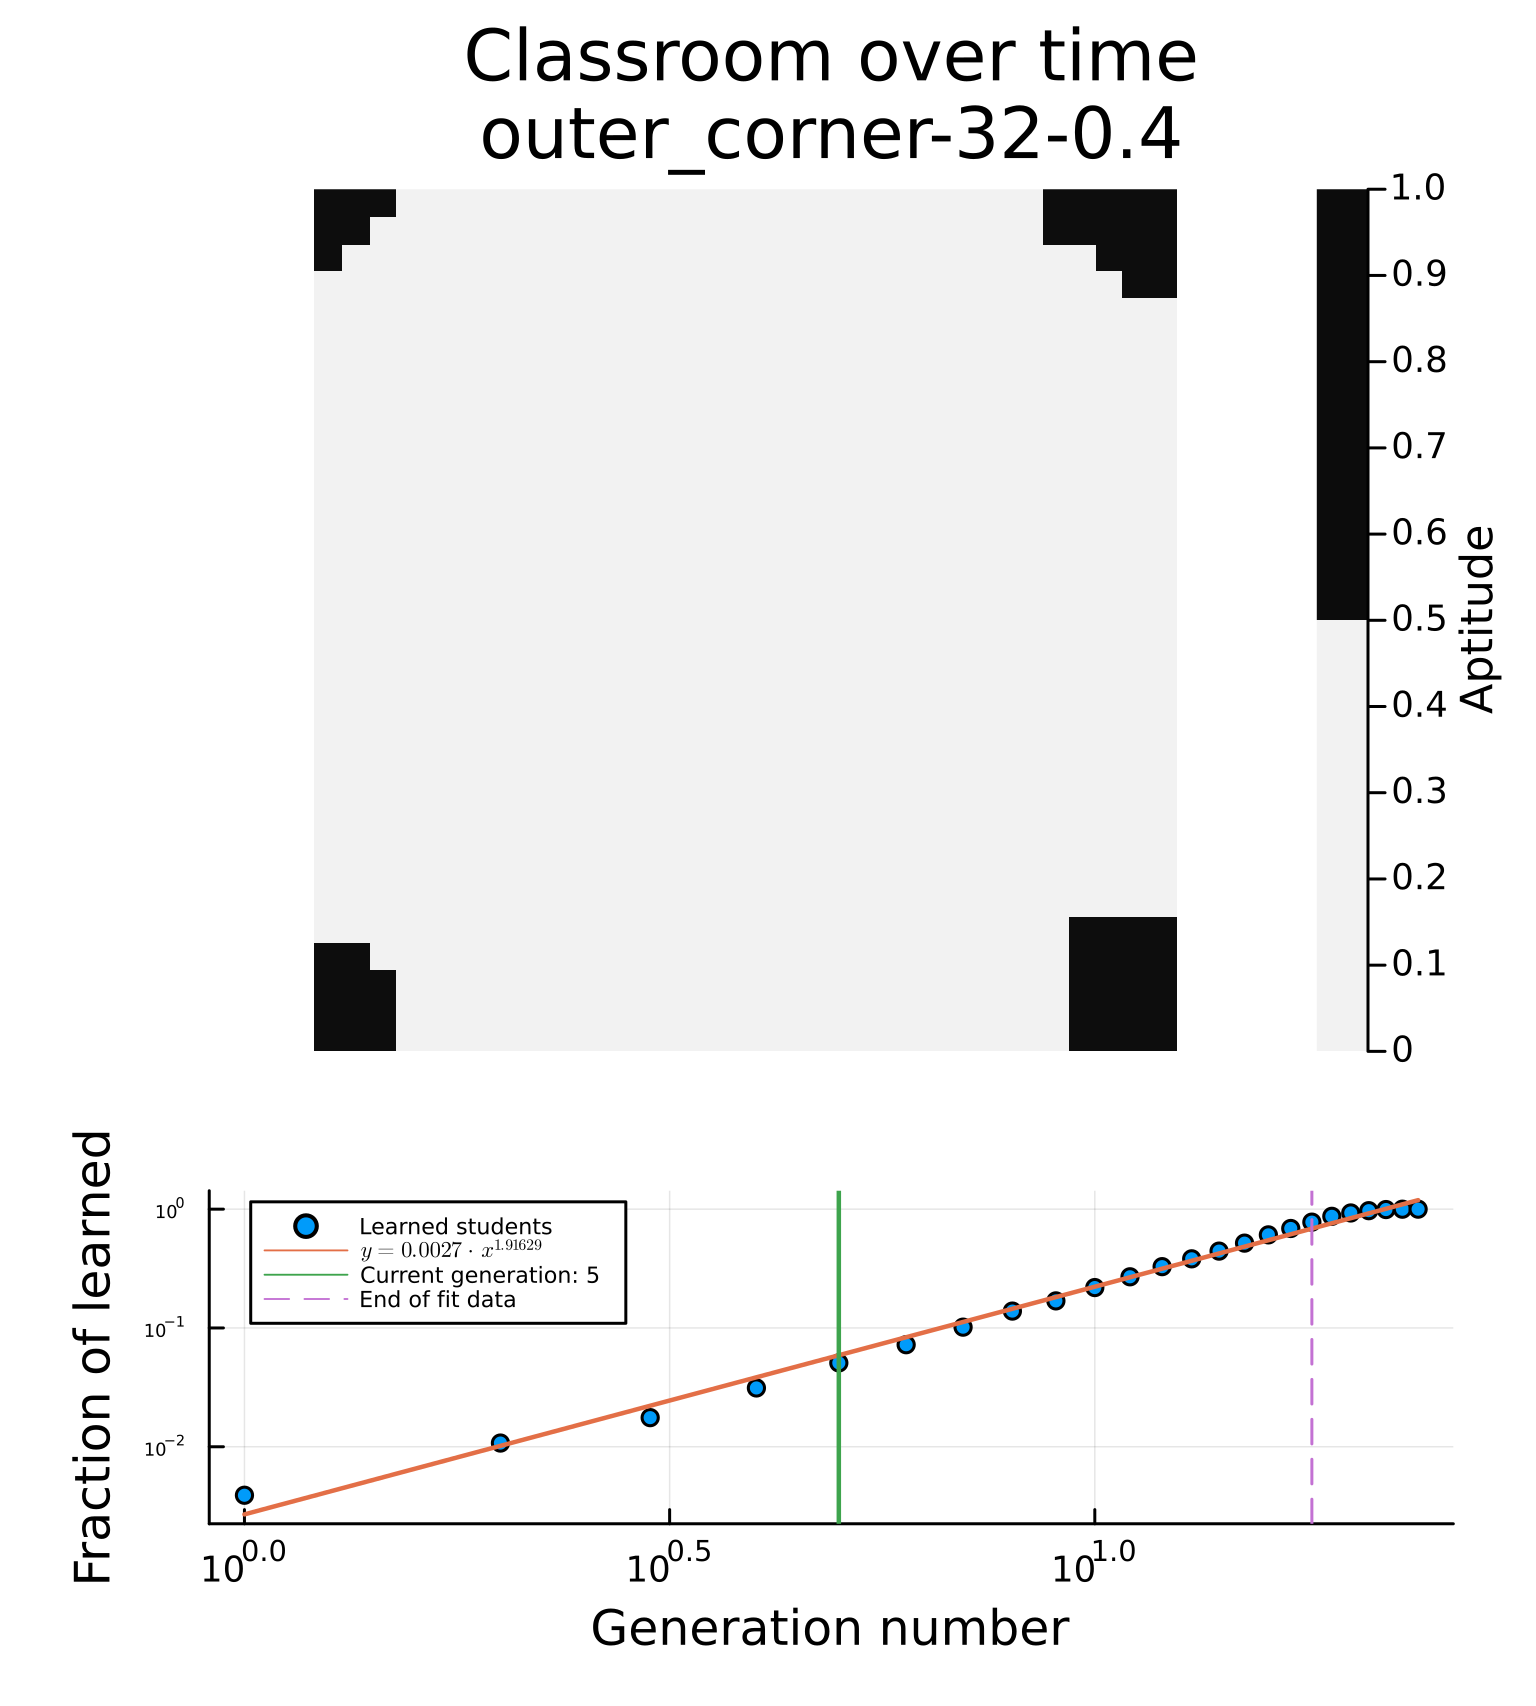 Classroom over time
outer_corner-32-0.4
1.0
0.9
0.8
0.7
0.6
0.5
0.4
0.3
0.2
0.1
0
Aptitude
Fraction of learned
10^0
10^-1
10^-2
Learned students
y = 0.0027 · x^1.91629
Current generation: 5
End of fit data
10^0.0
10^0.5
10^1.0
Generation number